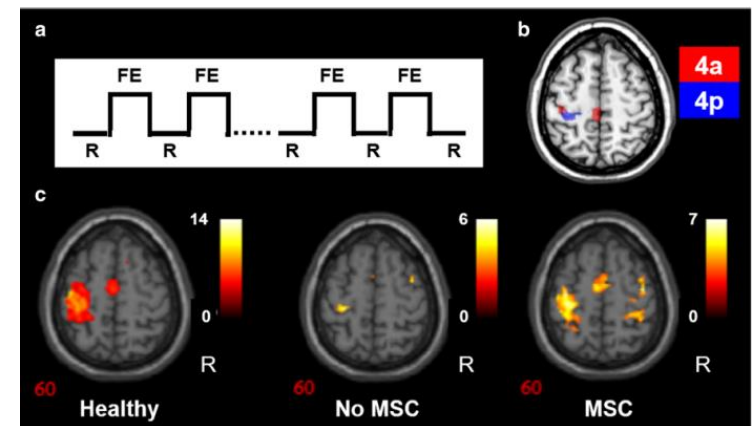 a
FE FE FE FE
R R R R R
b
4a
4p
c
14
0
R
60
Healthy
6
0
R
60
No MSC
7
0
R
60
MSC